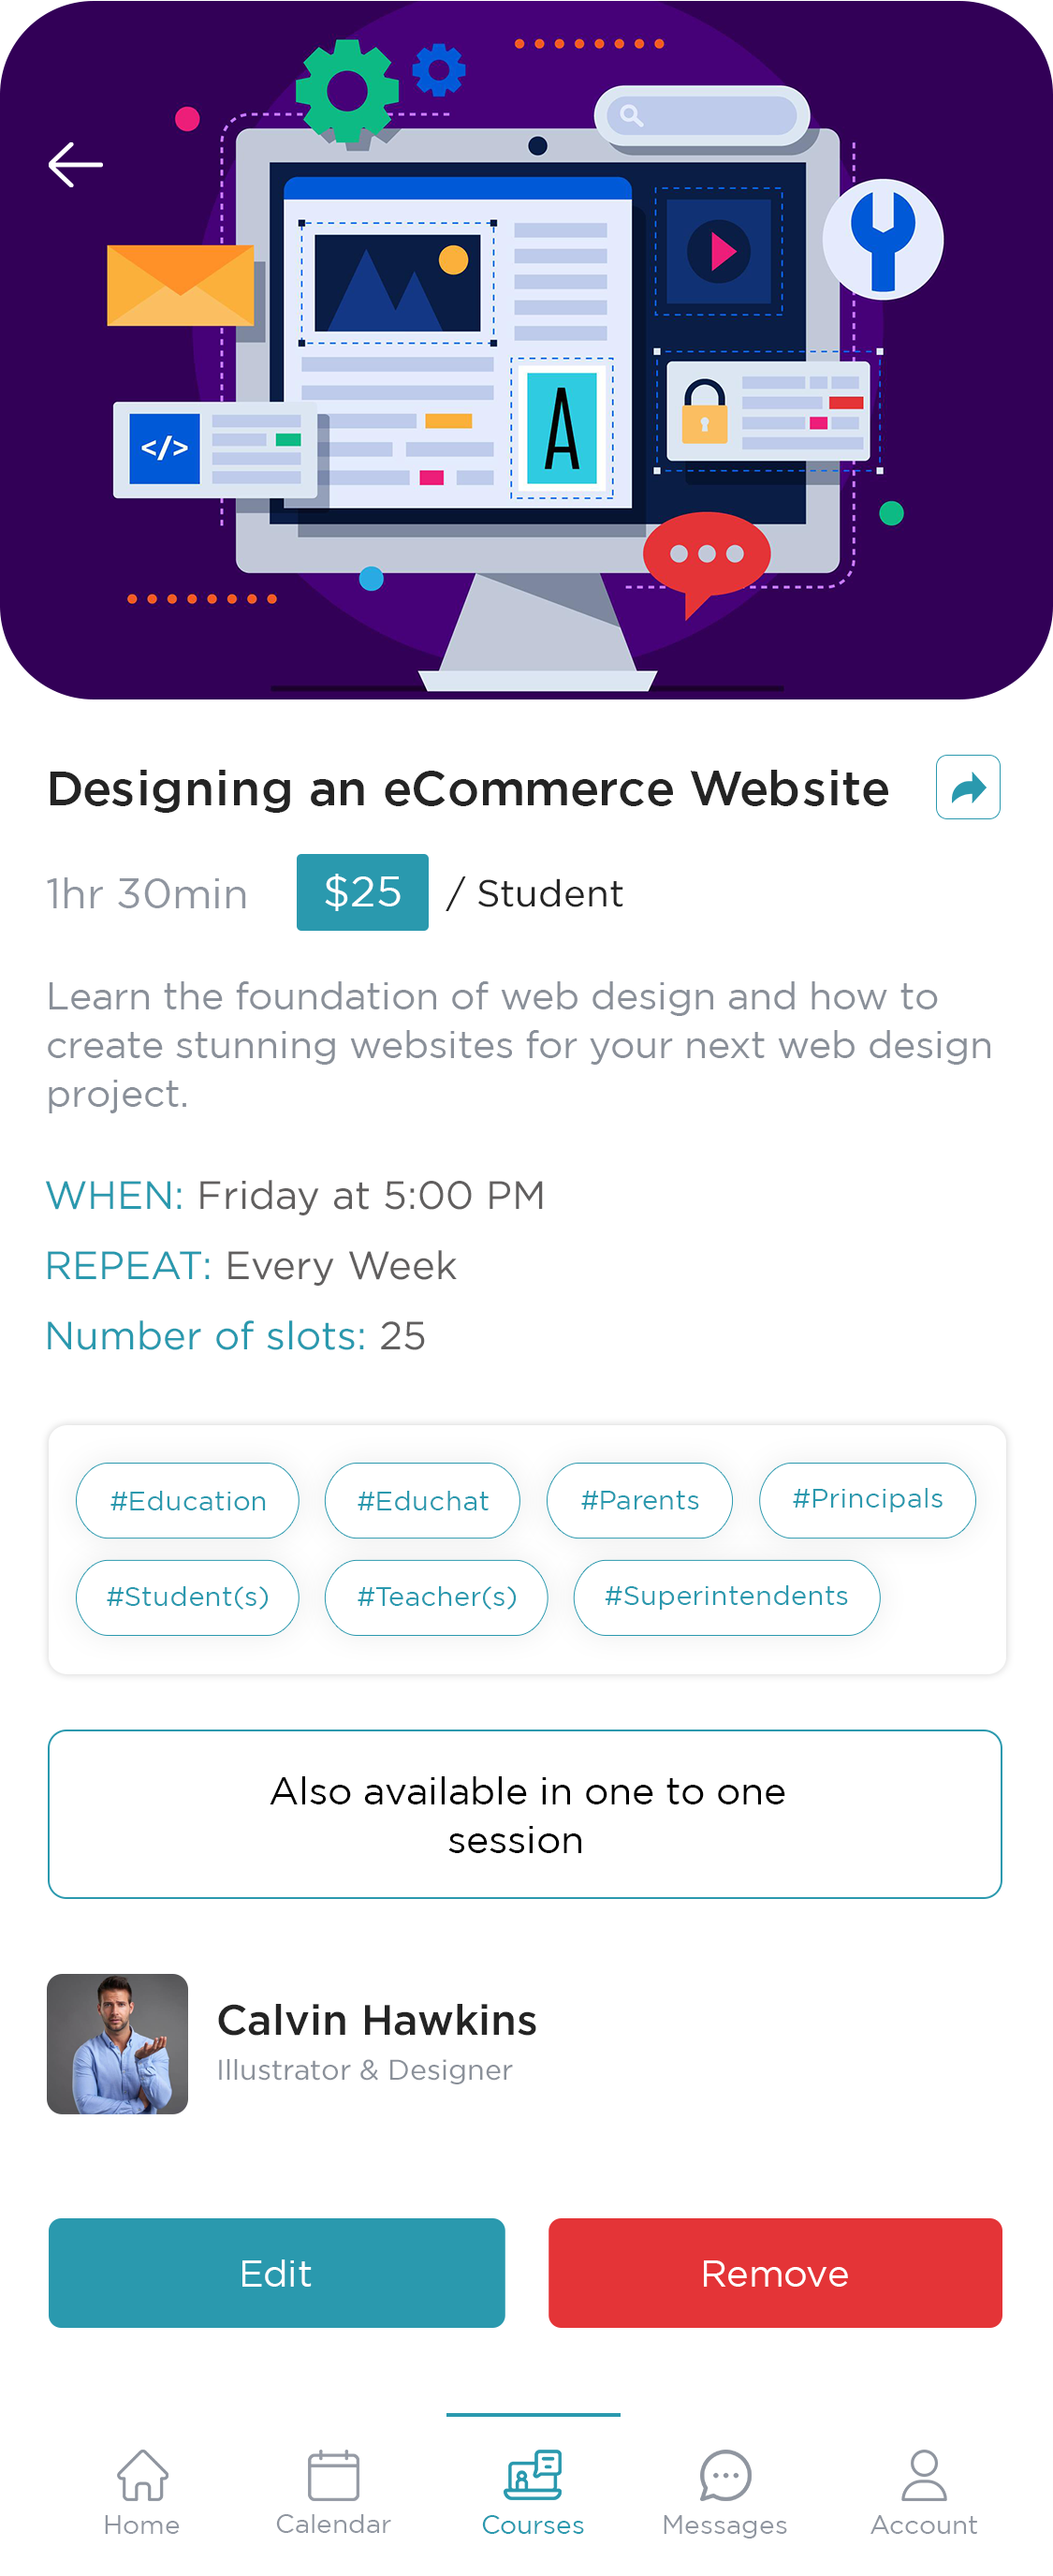 </>
A
Designing an eCommerce Website
1hr 30min $25 / Student
Learn the foundation of web design and how to
create stunning websites for your next web design
project.
WHEN: Friday at 5:00 PM
REPEAT: Every Week
Number of slots: 25
#Education #Educhat #Parents #Principals
#Student(s) #Teacher(s) #Superintendents
Also available in one to one
session
Calvin Hawkins
Illustrator & Designer
Edit Remove
Home Calendar Courses Messages Account